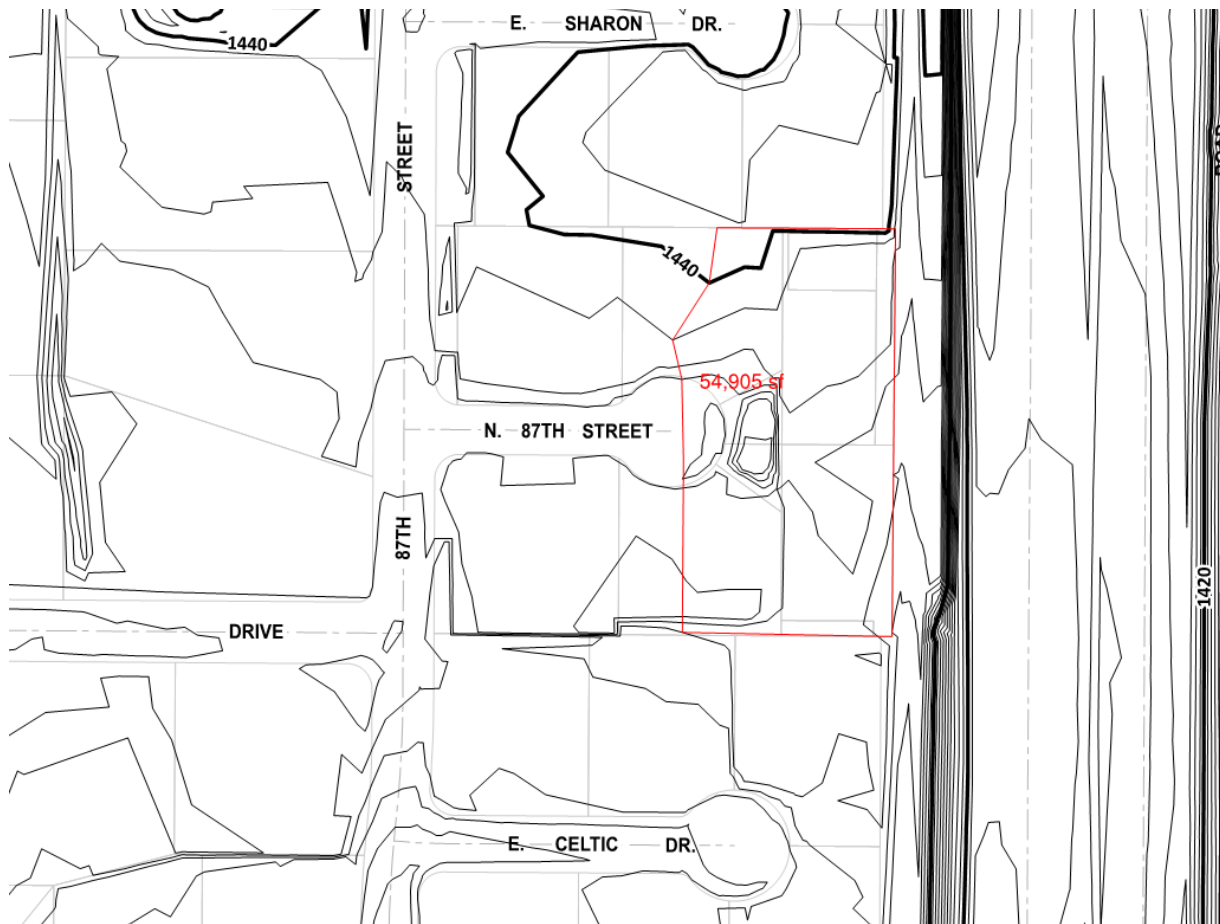 E. SHARON DR.
1440
STREET
1440
54,905 sf
N. 87TH STREET
87TH
1420
DRIVE
E. CELTIC DR.